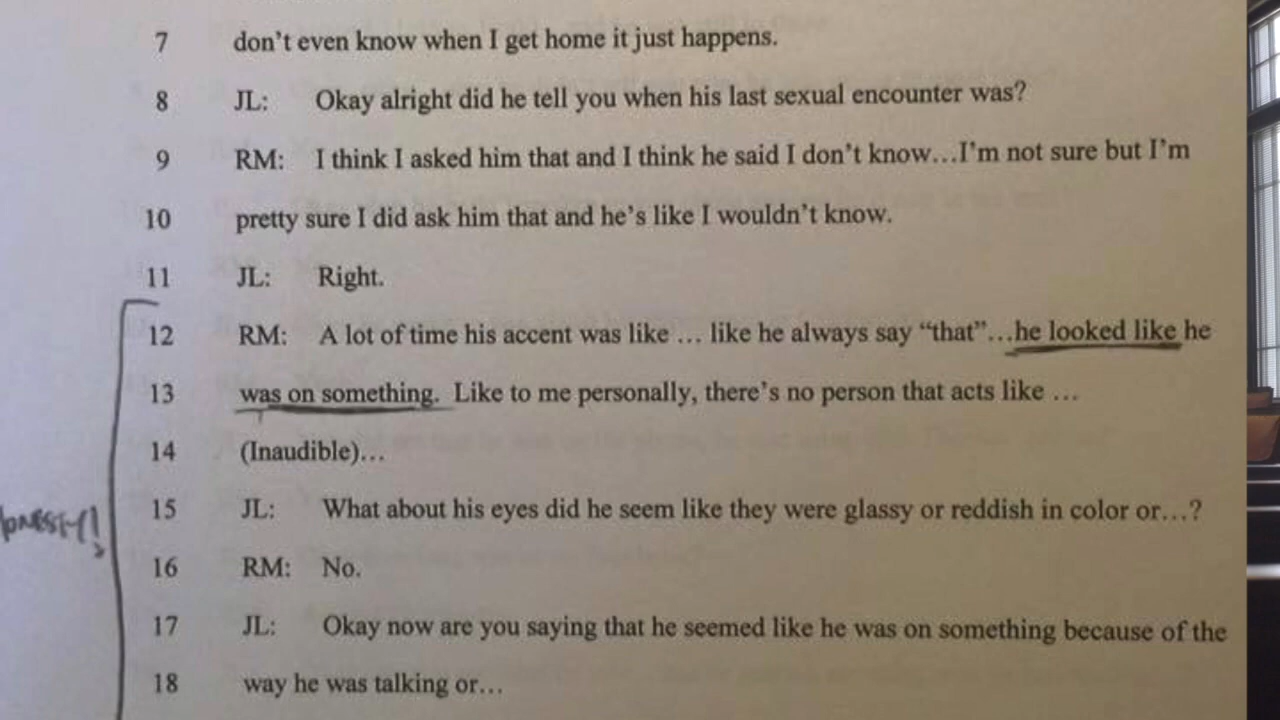 7 don't even know when I get home it just happens.
8 JL: Okay alright did he tell you when his last sexual encounter was?
9 RM: I think I asked him that and I think he said I don't know…I'm not sure but I'm
10 pretty sure I did ask him that and he's like I wouldn't know.
11 JL: Right.
12 RM: A lot of time his accent was like … like he always say “that”…he looked like he
13 was on something. Like to me personally, there's no person that acts like …
14 (Inaudible)…
15 JL: What about his eyes did he seem like they were glassy or reddish in color or…?
16 RM: No.
17 JL: Okay now are you saying that he seemed like he was on something because of the
18 way he was talking or…